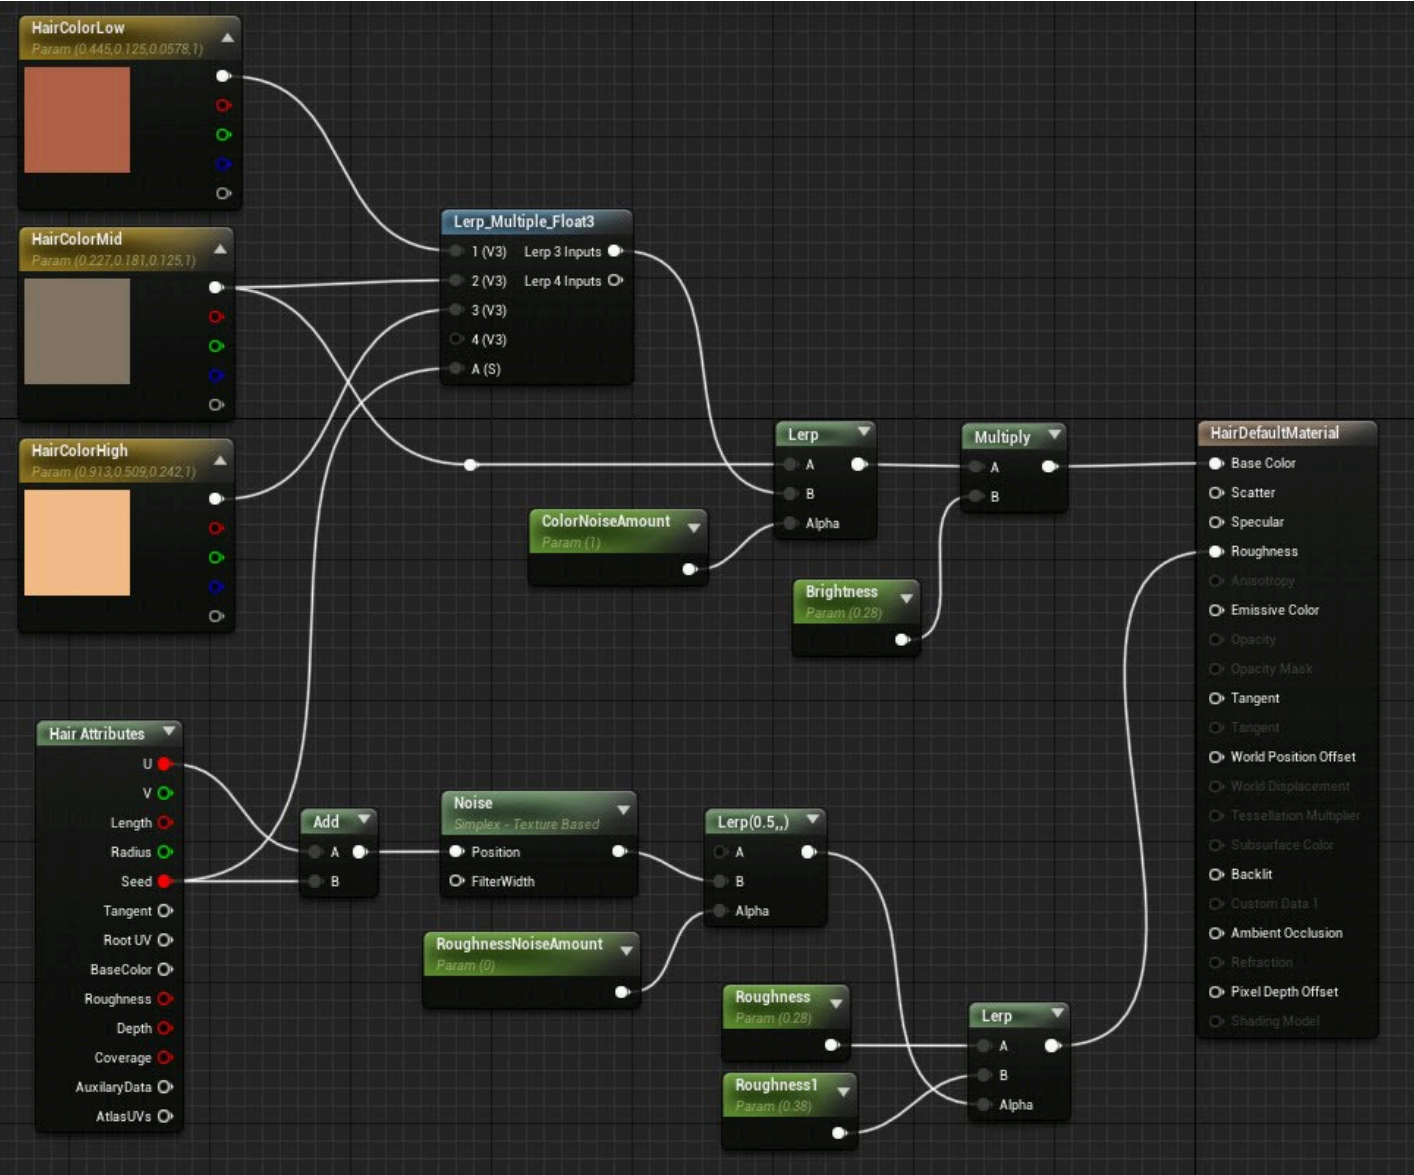 HairColorLow
Param (0.445,0.125,0.0578,1)
HairColorMid
Param (0.227,0.181,0.125,1)
HairColorHigh
Param (0.913,0.509,0.242,1)
Lerp_Multiple_Float3
1 (V3) Lerp 3 Inputs
2 (V3) Lerp 4 Inputs
3 (V3)
4 (V3)
A (S)
Lerp
A
B
Alpha
ColorNoiseAmount
Param (1)
Multiply
A
B
Brightness
Param (0.28)
HairDefaultMaterial
Base Color
Scatter
Specular
Roughness
Anisotropy
Emissive Color
Opacity
Opacity Mask
Tangent
Tangent
World Position Offset
World Displacement
Tessellation Multiplier
Subsurface Color
Backlit
Custom Data 1
Ambient Occlusion
Refraction
Pixel Depth Offset
Shading Model
Hair Attributes
U
V
Length
Radius
Seed
Tangent
Root UV
BaseColor
Roughness
Depth
Coverage
AuxilaryData
AtlasUVs
Add
A
B
Noise
Simplex - Texture Based
Position
FilterWidth
RoughnessNoiseAmount
Param (0)
Lerp(0.5,,)
A
B
Alpha
Roughness
Param (0.28)
Roughness1
Param (0.38)
Lerp
A
B
Alpha